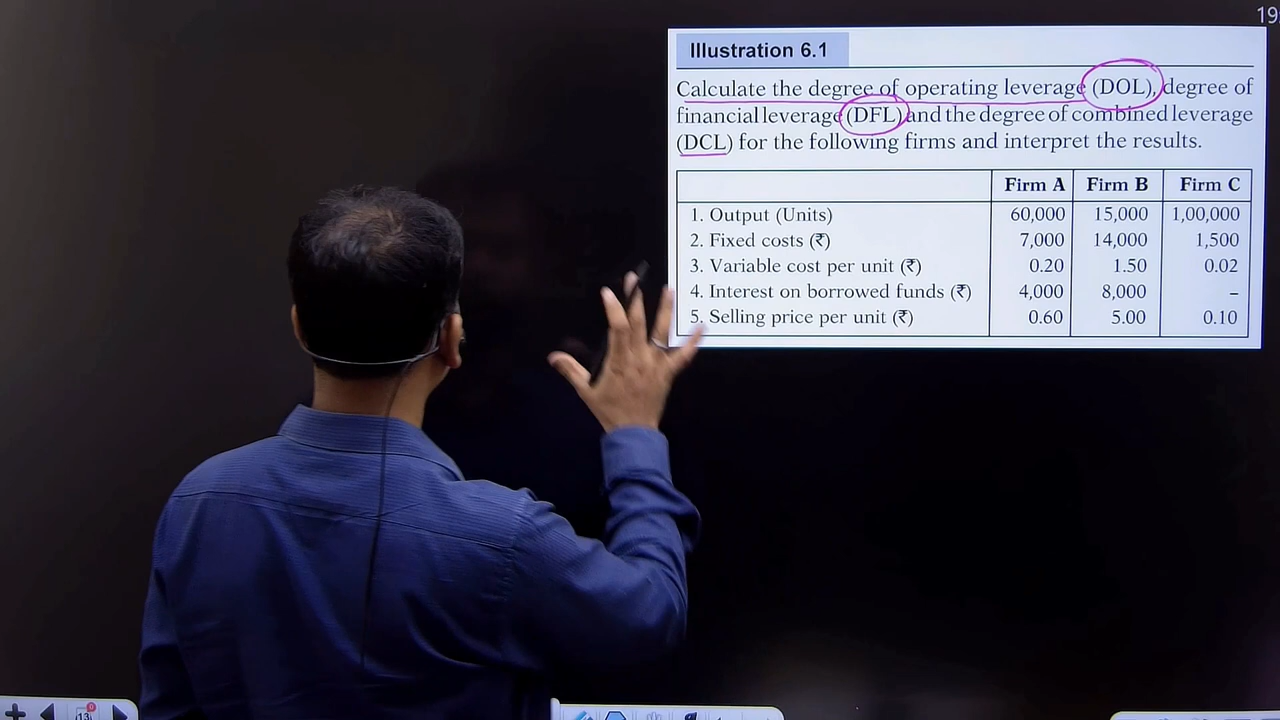 19
Illustration 6.1
Calculate the degree of operating leverage (DOL), degree of
financial leverage (DFL) and the degree of combined leverage
(DCL) for the following firms and interpret the results.
Firm A Firm B Firm C
1. Output (Units) 60,000 15,000 1,00,000
2. Fixed costs (₹) 7,000 14,000 1,500
3. Variable cost per unit (₹) 0.20 1.50 0.02
4. Interest on borrowed funds (₹) 4,000 8,000 –
5. Selling price per unit (₹) 0.60 5.00 0.10
13